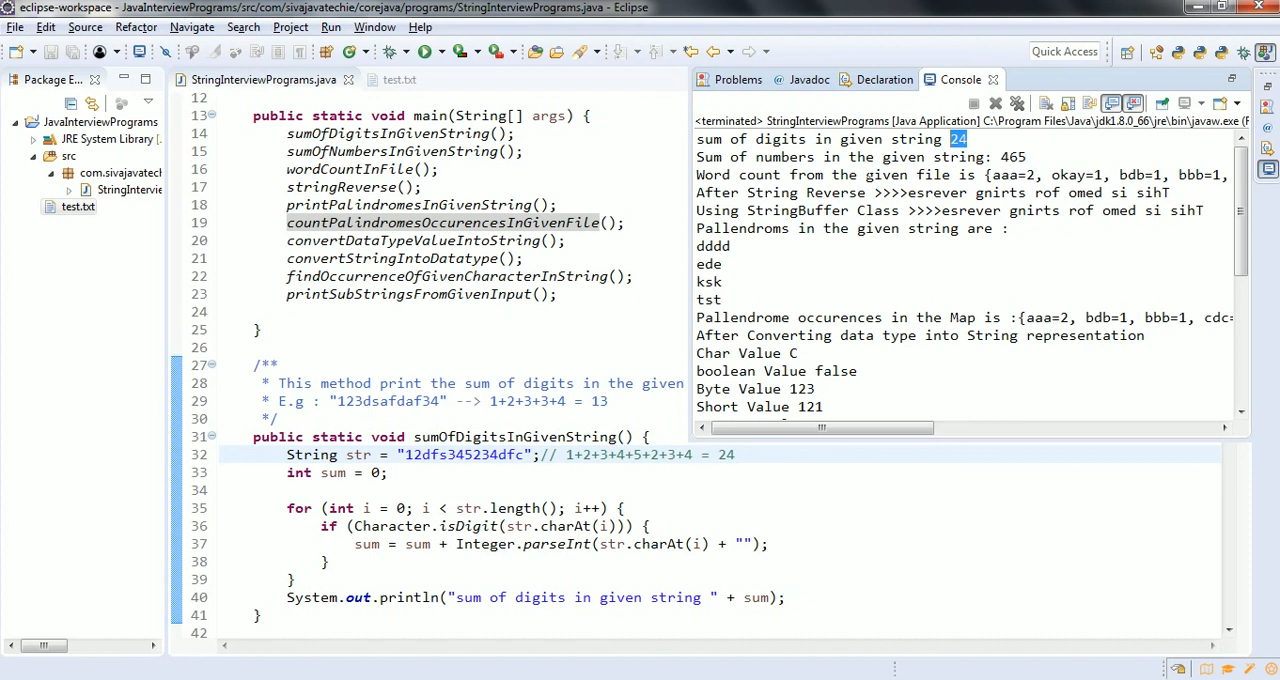 eclipse-workspace - JavaInterviewPrograms/src/com/sivajavatechie/corejava/programs/StringInterviewPrograms.java - Eclipse
File Edit Source Refactor Navigate Search Project Run Window Help
Quick Access
Package E...
JavaInterviewPrograms
JRE System Library [.
src
com.sivajavatech
StringIntervie
test.txt
StringInterviewPrograms.java
test.txt
12
13 public static void main(String[] args) {
14 sumOfDigitsInGivenString();
15 sumOfNumbersInGivenString();
16 wordCountInFile();
17 stringReverse();
18 printPalindromesInGivenString();
19 countPalindromesOccurencesInGivenFile();
20 convertDataTypeValueIntoString();
21 convertStringIntoDatatype();
22 findOccurrenceOfGivenCharacterInString();
23 printSubStringsFromGivenInput();
24
25 }
26
27 /**
28 * This method print the sum of digits in the given
29 * E.g : "123dsafdaf34" --> 1+2+3+3+4 = 13
30 */
31 public static void sumOfDigitsInGivenString() {
32 String str = "12dfs345234dfc";// 1+2+3+4+5+2+3+4 = 24
33 int sum = 0;
34
35 for (int i = 0; i < str.length(); i++) {
36 if (Character.isDigit(str.charAt(i))) {
37 sum = sum + Integer.parseInt(str.charAt(i) + "");
38 }
39 }
40 System.out.println("sum of digits in given string " + sum);
41 }
42
Problems @ Javadoc Declaration Console
<terminated> StringInterviewPrograms [Java Application] C:\Program Files\Java\jdk1.8.0_66\jre\bin\javaw.exe (F
sum of digits in given string 24
Sum of numbers in the given string: 465
Word count from the given file is {aaa=2, okay=1, bdb=1, bbb=1,
After String Reverse >>>>esrever gnirts rof omed si sihT
Using StringBuffer Class >>>>esrever gnirts rof omed si sihT
Pallendroms in the given string are :
dddd
ede
ksk
tst
Pallendrome occurences in the Map is :{aaa=2, bdb=1, bbb=1, cdc=
After Converting data type into String representation
Char Value C
boolean Value false
Byte Value 123
Short Value 121